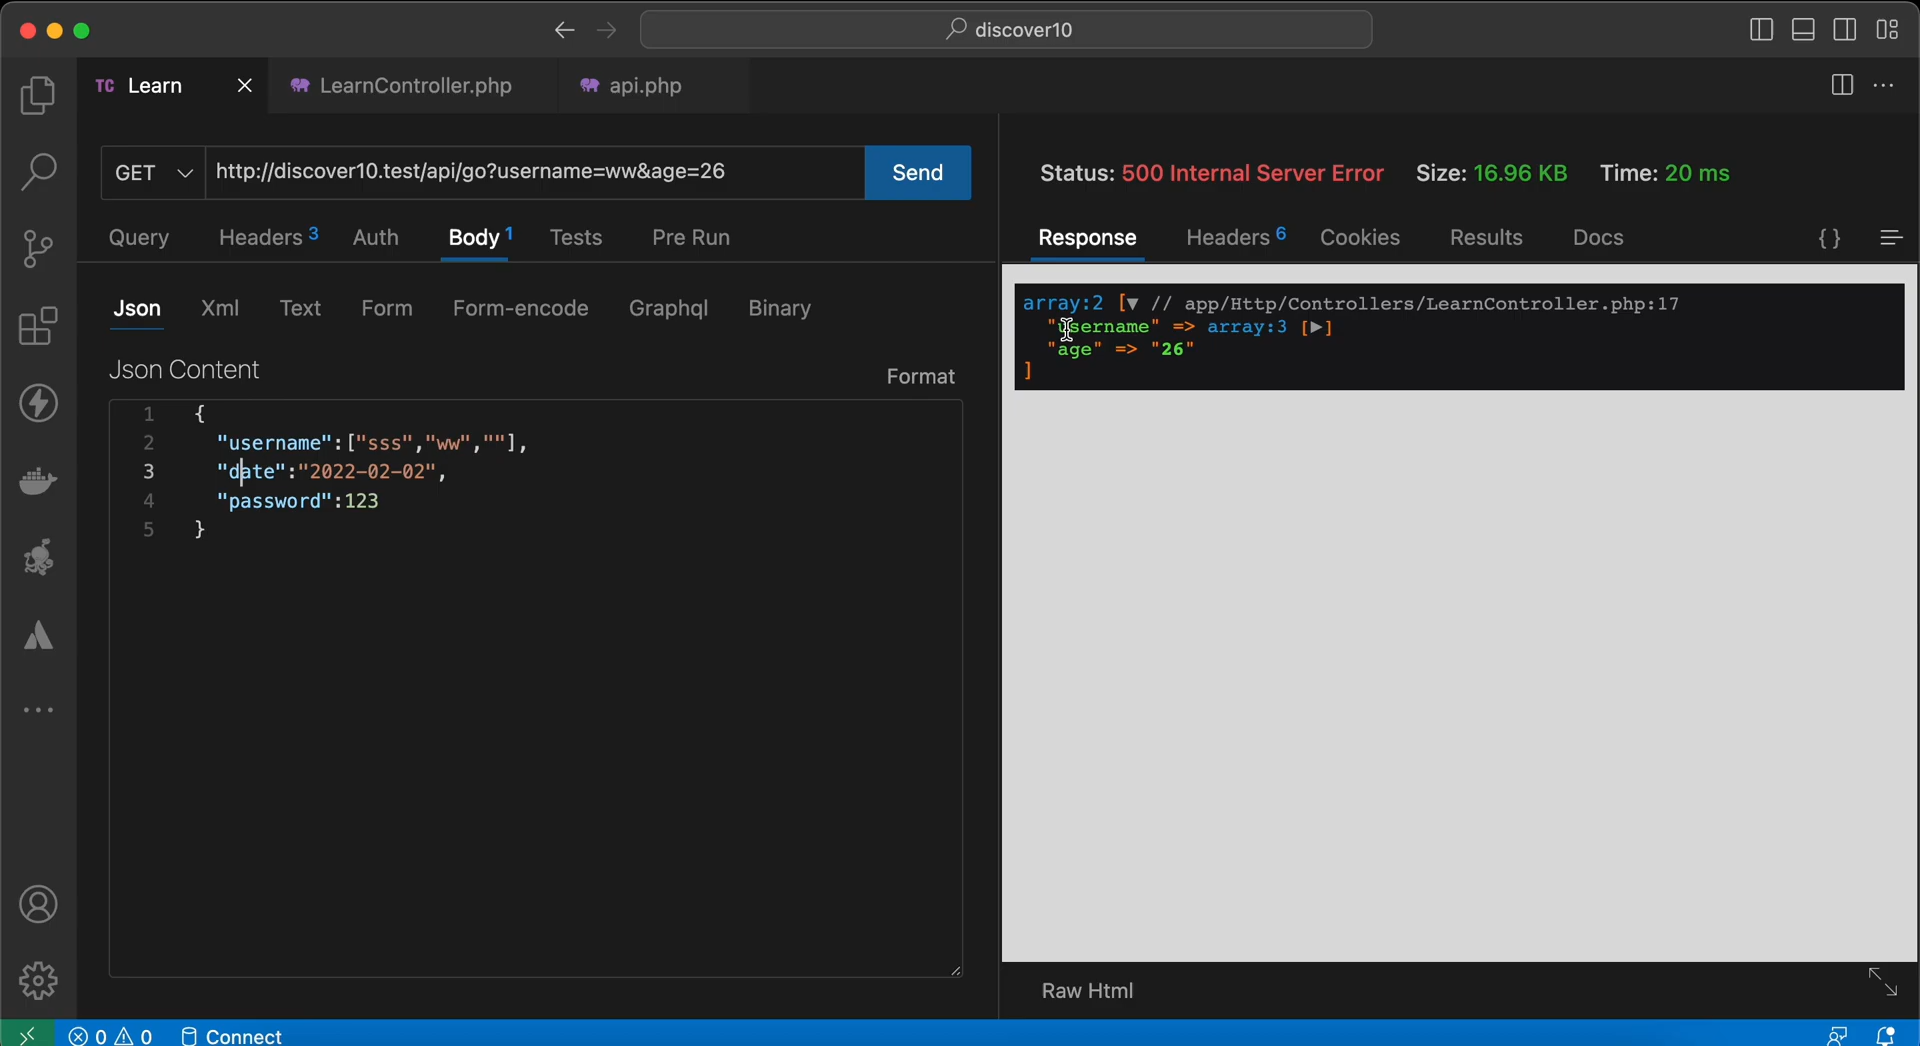 discover10
TC Learn
LearnController.php
api.php
GET
http://discover10.test/api/go?username=ww&age=26
Send
Query
Headers 3
Auth
Body 1
Tests
Pre Run
Json
Xml
Text
Form
Form-encode
Graphql
Binary
Json Content
Format
1 {
2 "username":["sss","ww",""],
3 "date":"2022-02-02",
4 "password":123
5 }
Status: 500 Internal Server Error
Size: 16.96 KB
Time: 20 ms
Response
Headers 6
Cookies
Results
Docs
{ }
array:2 [▼ // app/Http/Controllers/LearnController.php:17
"username" => array:3 [▶]
"age" => "26"
]
Raw Html
0
0
Connect